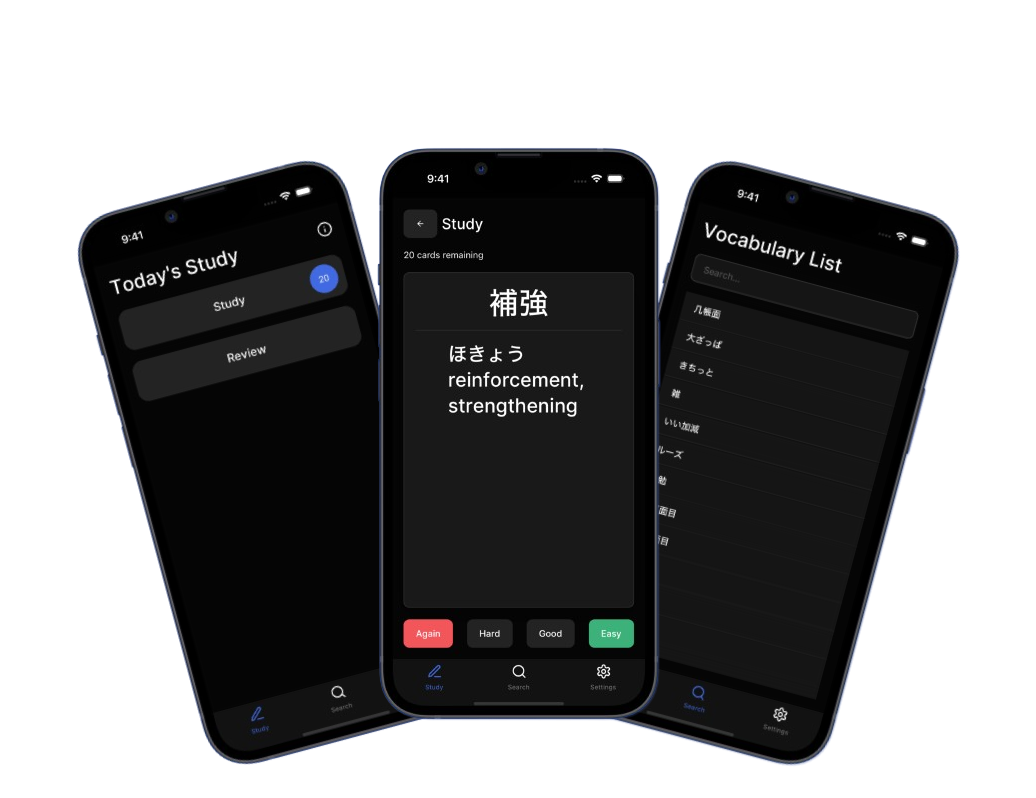 9:41
Today's Study
Study
20
Review
Study
Search
9:41
Study
20 cards remaining
補強
ほきょう
reinforcement,
strengthening
Again
Hard
Good
Easy
Study
Search
Settings
9:41
Vocabulary List
Search...
几帳面
大ざっぱ
きちっと
雑
いい加減
ルーズ
勉
面目
目
Search
Settings